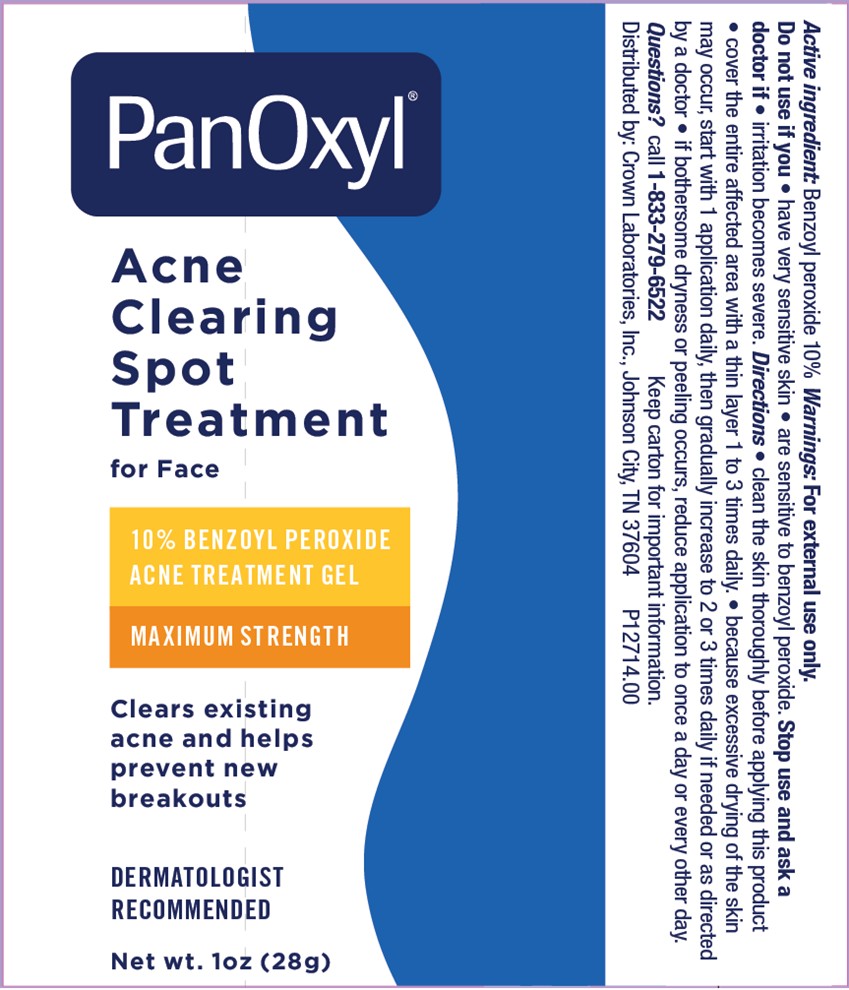 PanOxyl®
Acne
Clearing
Spot
Treatment
for Face
10% BENZOYL PEROXIDE
ACNE TREATMENT GEL
MAXIMUM STRENGTH
Clears existing
acne and helps
prevent new
breakouts
DERMATOLOGIST
RECOMMENDED
Net wt. 1oz (28g)
Active ingredient: Benzoyl peroxide 10% Warnings: For external use only.
Do not use if you • have very sensitive skin • are sensitive to benzoyl peroxide. Stop use and ask a
doctor if • irritation becomes severe. Directions • clean the skin thoroughly before applying this product
• cover the entire affected area with a thin layer 1 to 3 times daily. • because excessive drying of the skin
may occur, start with 1 application daily, then gradually increase to 2 or 3 times daily if needed or as directed
by a doctor • if bothersome dryness or peeling occurs, reduce application to once a day or every other day.
Questions? call 1-833-279-6522 Keep carton for important information.
Distributed by: Crown Laboratories, Inc., Johnson City, TN 37604 P12714.00